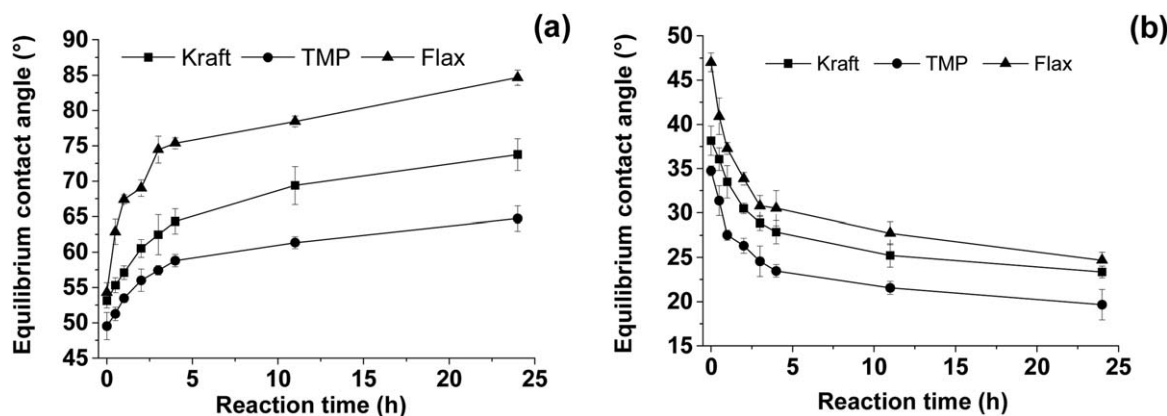 (a)
Kraft TMP Flax
Equilibrium contact angle (°)
90
85
80
75
70
65
60
55
50
45
0 5 10 15 20 25
Reaction time (h)
(b)
Kraft TMP Flax
Equilibrium contact angle (°)
50
45
40
35
30
25
20
15
0 5 10 15 20 25
Reaction time (h)